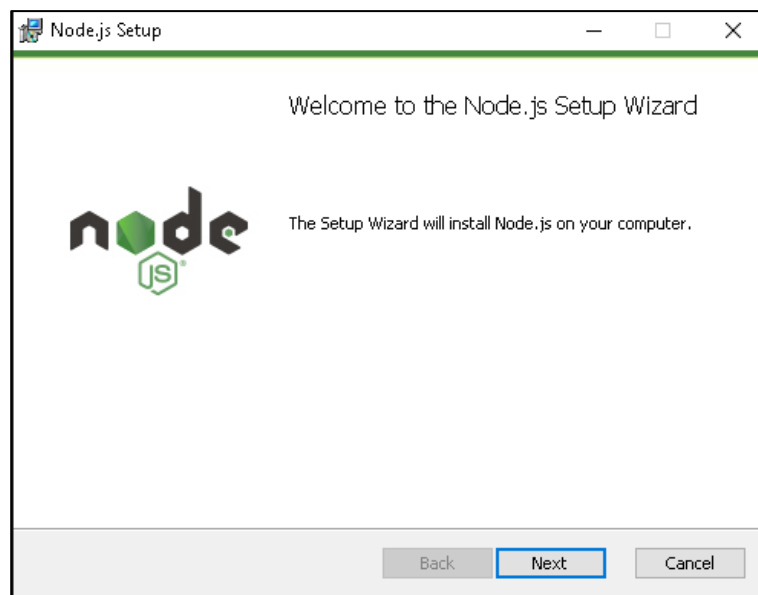 Node.js Setup
Welcome to the Node.js Setup Wizard
node
JS®
The Setup Wizard will install Node.js on your computer.
Back Next Cancel